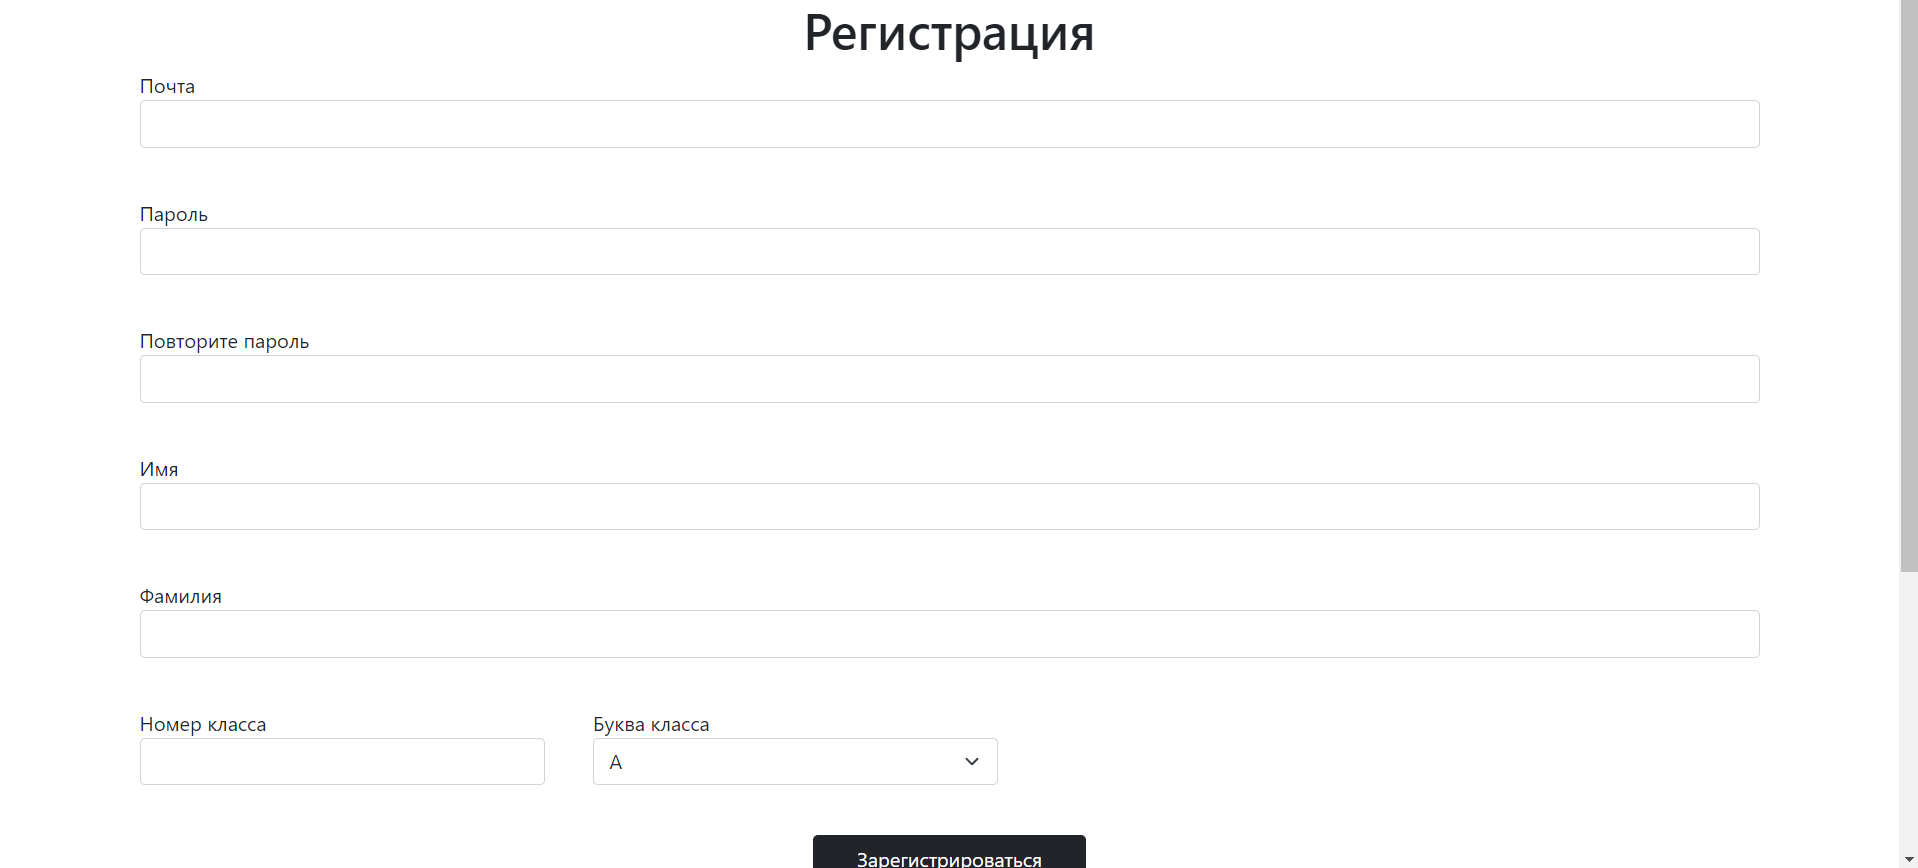 Регистрация
Почта
Пароль
Повторите пароль
Имя
Фамилия
Номер класса Буква класса
А
Зарегистрироваться